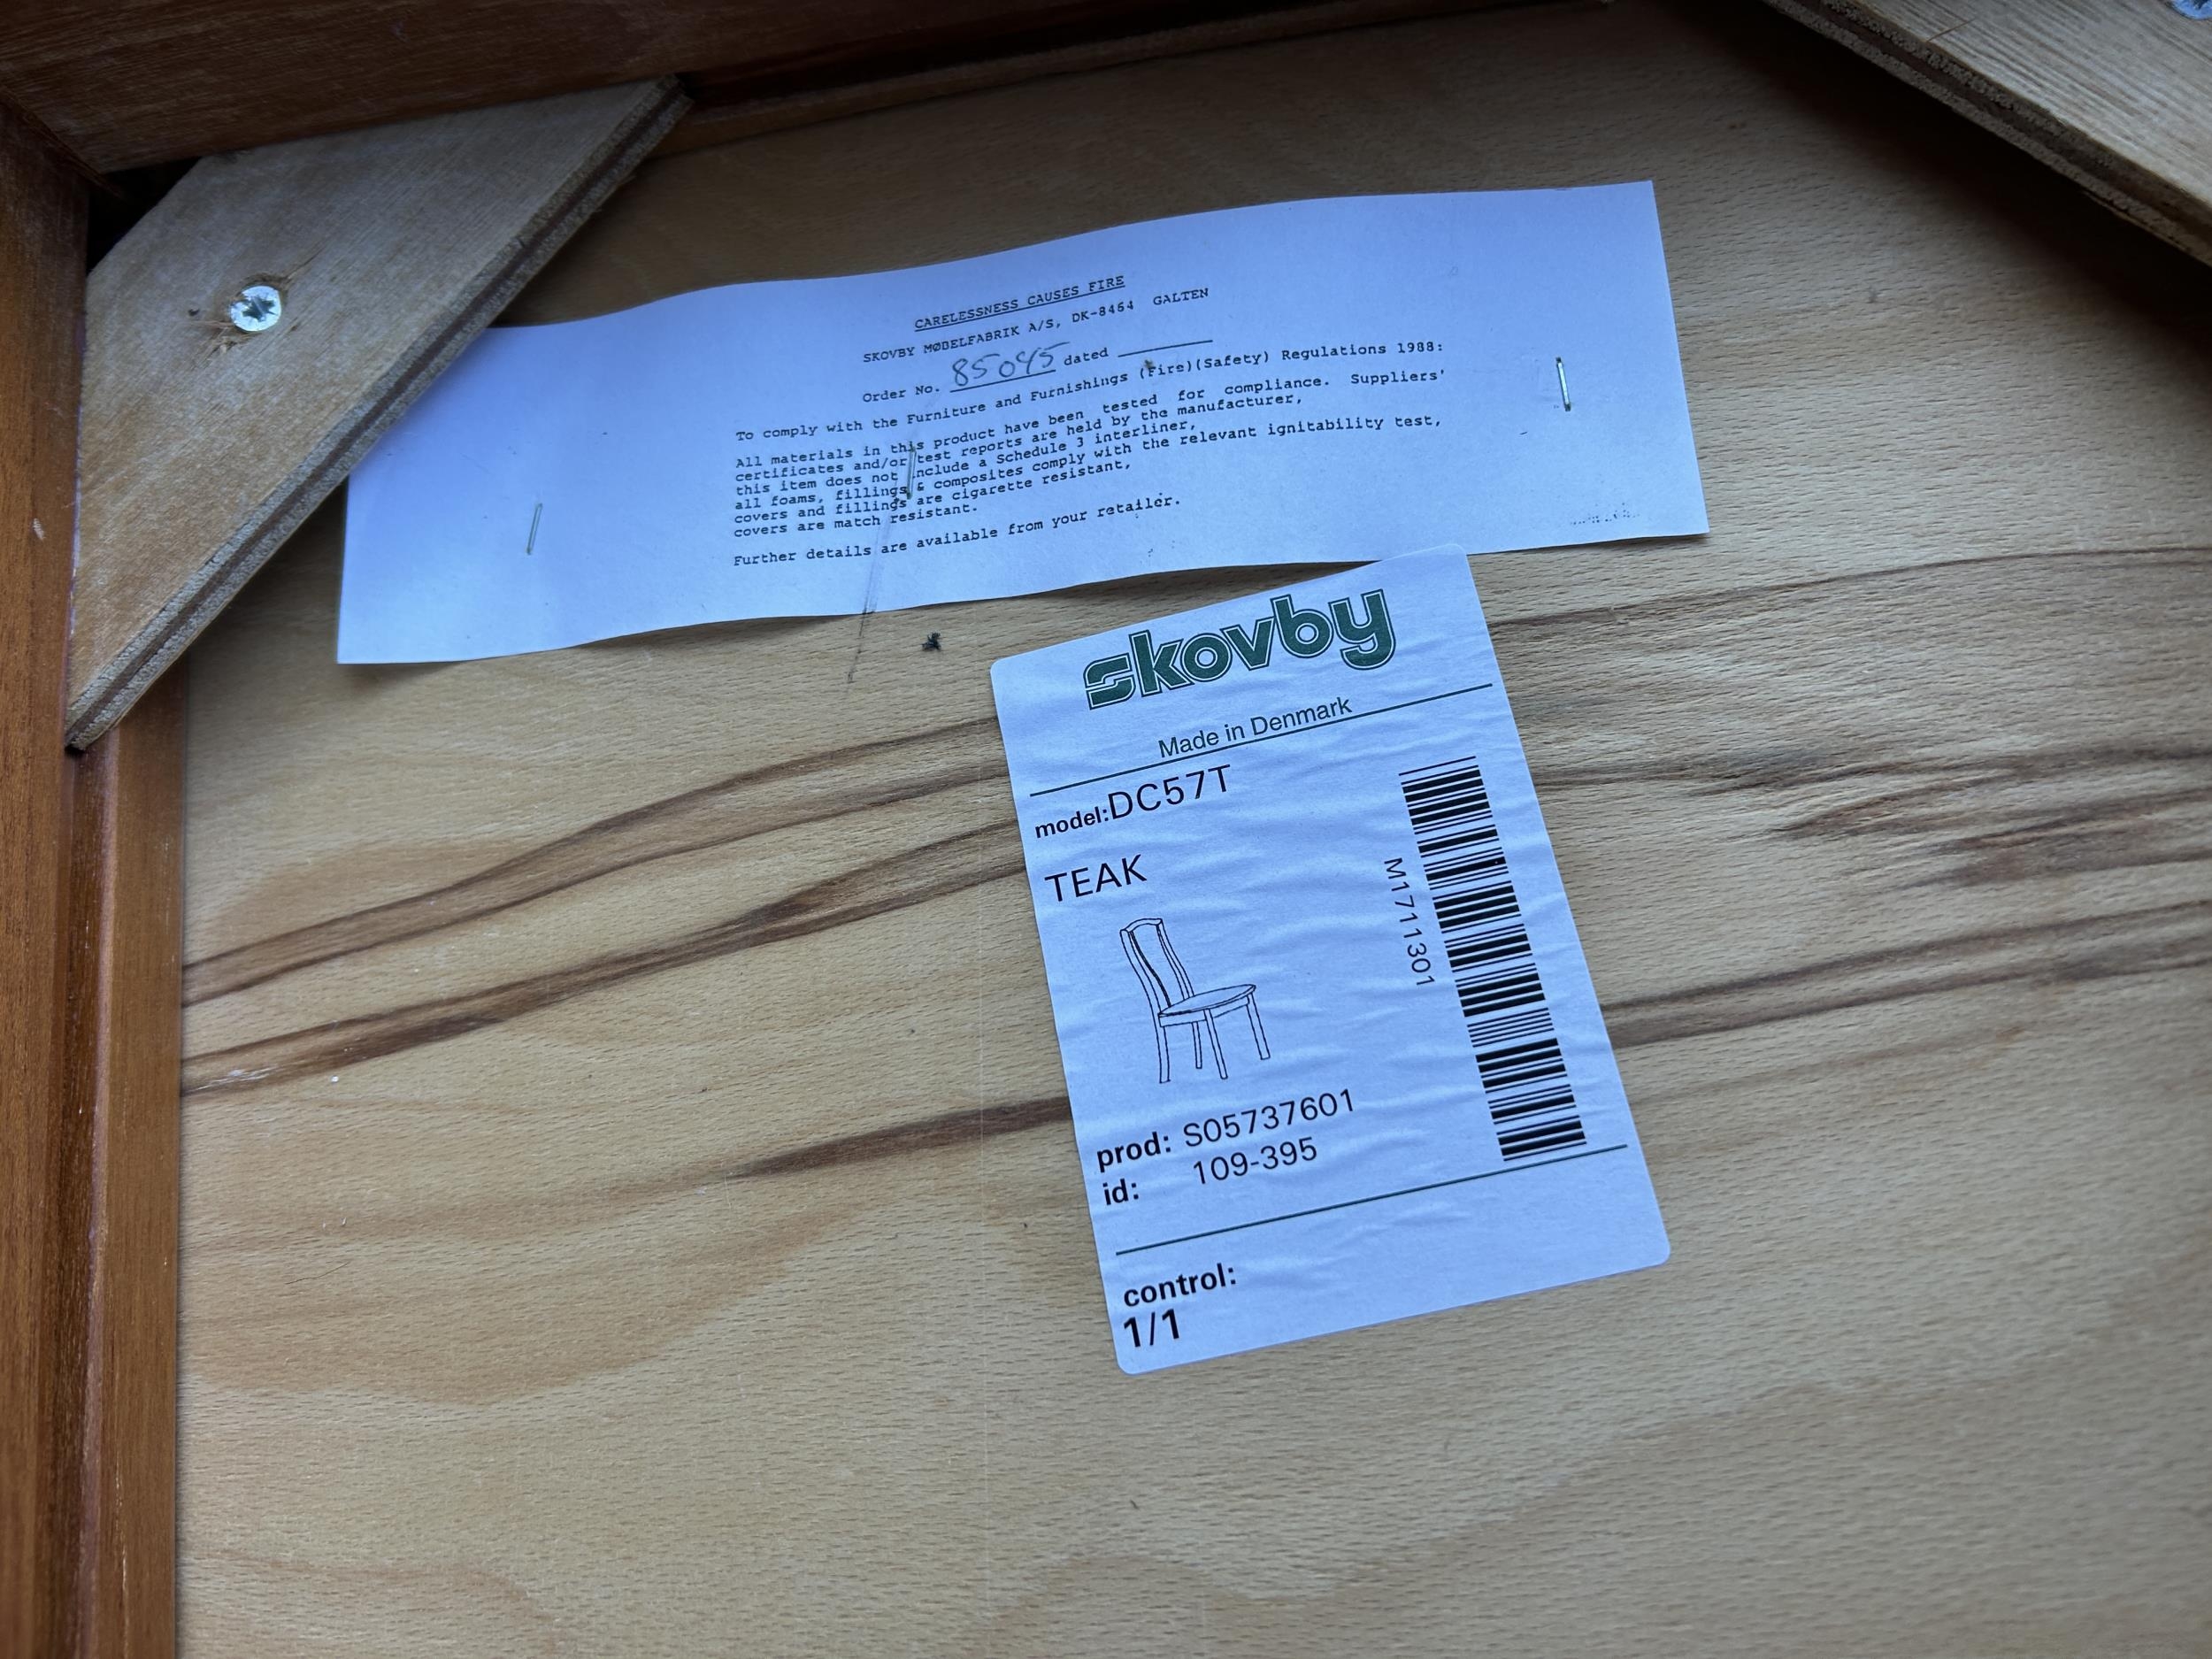 CARELESSNESS CAUSES FIRE
SKOVBY MØBELFABRIK A/S, DK-8464 GALTEN
Order No. 85045 dated
To comply with the Furniture and Furnishings (Fire)(Safety) Regulations 1988:
All materials in this product have been tested for compliance. Suppliers'
certificates and/or test reports are held by the manufacturer,
this item does not include a Schedule 3 interliner,
all foams, fillings & composites comply with the relevant ignitability test,
covers and fillings are cigarette resistant,
covers are match resistant.
Further details are available from your retailer.
skovby
Made in Denmark
model:DC57T
TEAK
M1711301
prod: S05737601
id: 109-395
control:
1/1